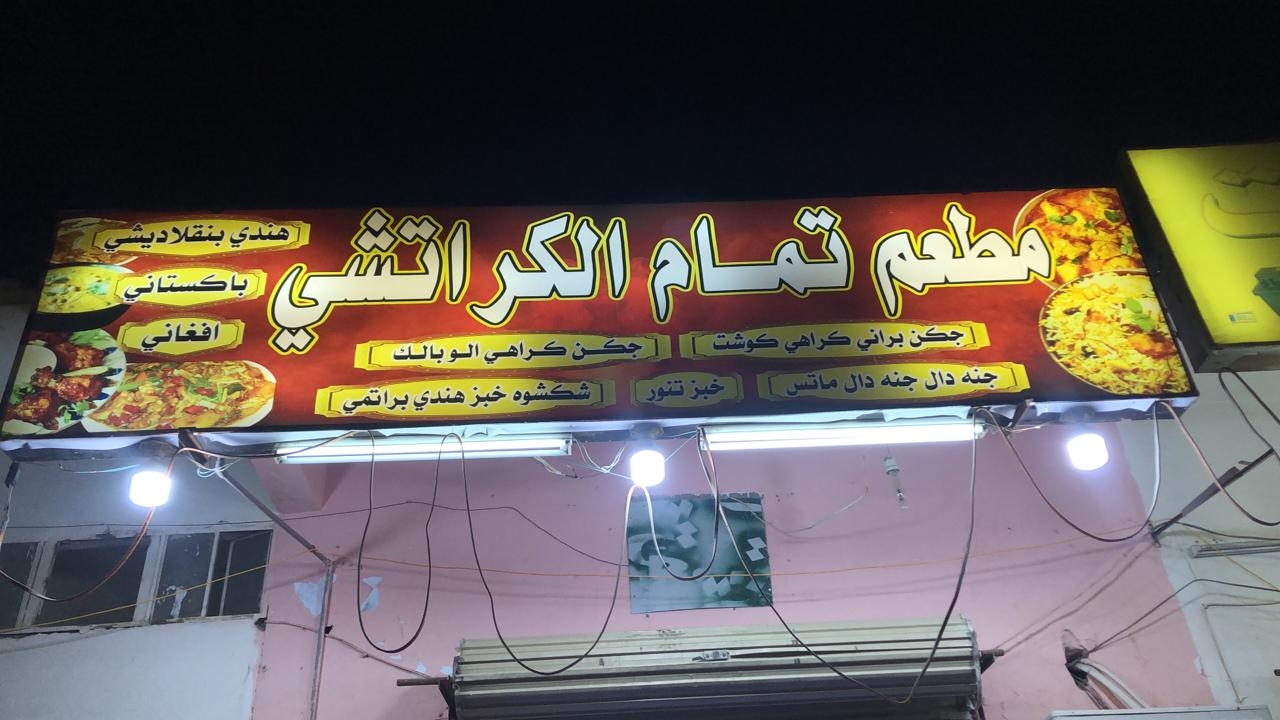 مطعم تمام الكراتشي
هندي بنقلاديشي
باكستاني
افغاني
جكن براني كراهي كوشت
جكن كراهي الو بالك
جنه دال جنه دال ماتس
خبز تنور
شكشوه خبز هندي براتمي